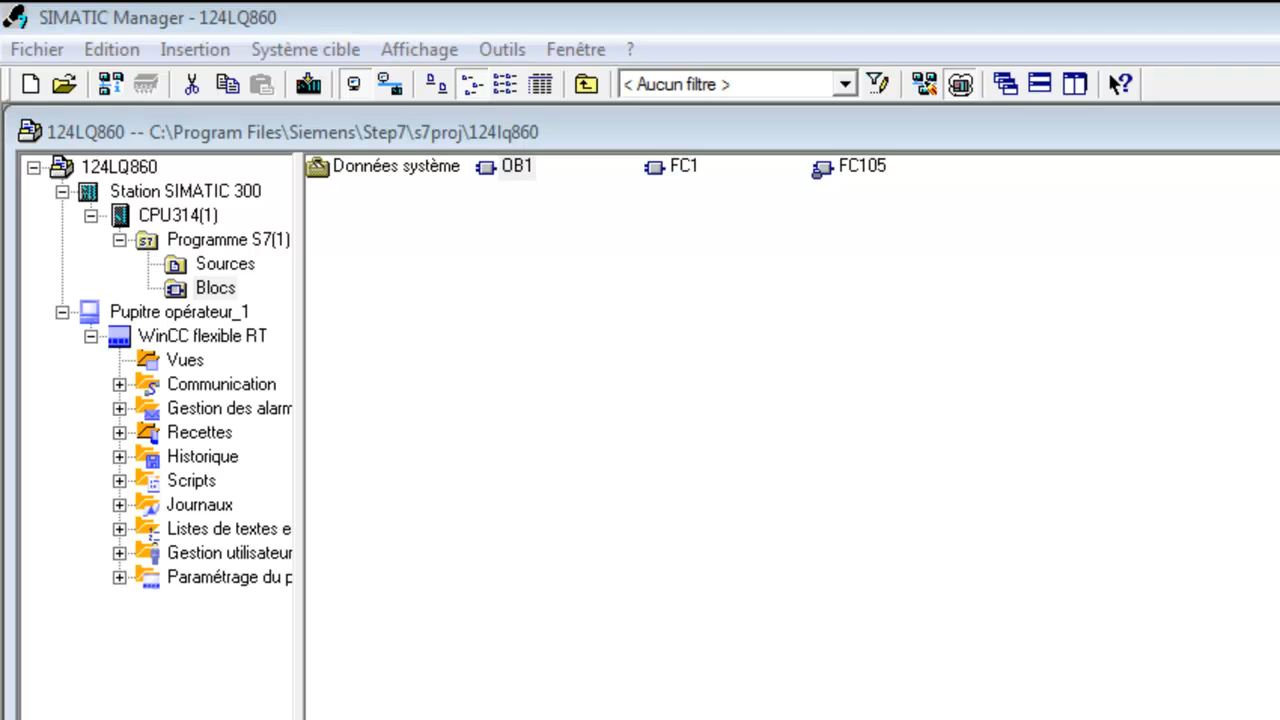 SIMATIC Manager - 124LQ860
Fichier Edition Insertion Système cible Affichage Outils Fenêtre ?
< Aucun filtre >
124LQ860 -- C:\Program Files\Siemens\Step7\s7proj\124lq860
124LQ860
Station SIMATIC 300
CPU314(1)
Programme S7(1)
Sources
Blocs
Pupitre opérateur_1
WinCC flexible RT
Vues
Communication
Gestion des alarm
Recettes
Historique
Scripts
Journaux
Listes de textes e
Gestion utilisateur
Paramétrage du p
Données système OB1 FC1 FC105